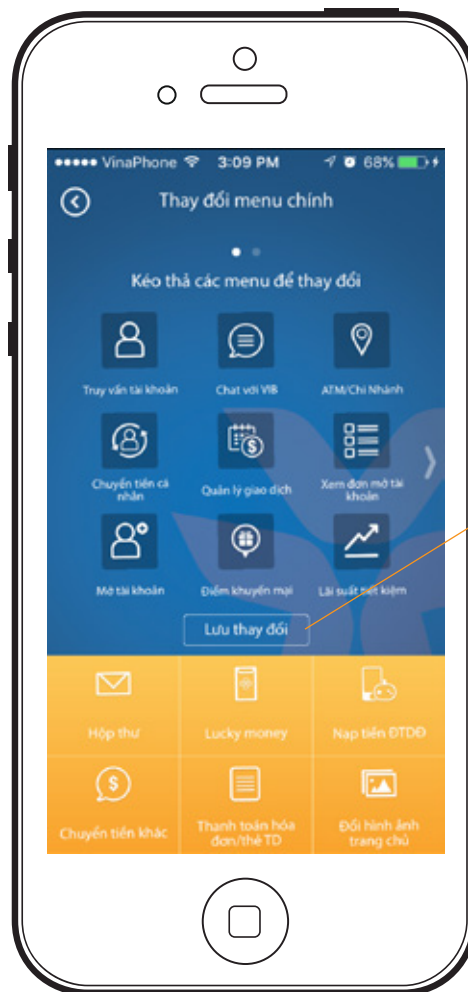 VinaPhone 3:09 PM 68%
Thay đổi menu chính
Kéo thả các menu để thay đổi
Truy vấn tài khoản
Chat với VIB
ATM/Chi Nhánh
Chuyển tiền cá
nhân
Quản lý giao dịch
Xem đơn mở tài
khoản
Mở tài khoản
Điểm khuyến mại
Lãi suất tiết kiệm
Lưu thay đổi
Hộp thư
Lucky money
Nạp tiền ĐTDĐ
Chuyển tiền khác
Thanh toán hóa
đơn/thẻ TD
Đổi hình ảnh
trang chủ